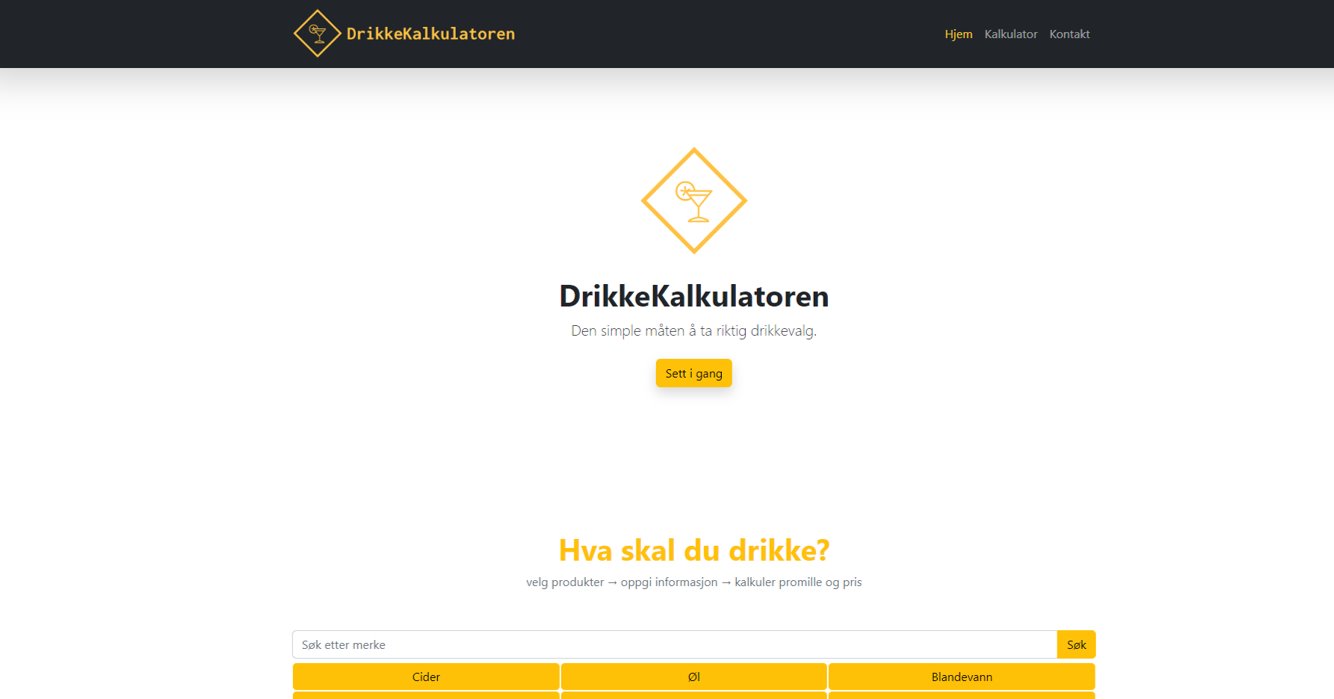 DrikkeKalkulatoren
Hjem Kalkulator Kontakt
DrikkeKalkulatoren
Den simple måten å ta riktig drikkevalg.
Sett i gang
Hva skal du drikke?
velg produkter → oppgi informasjon → kalkuler promille og pris
Søk etter merke Søk
Cider Øl Blandevann